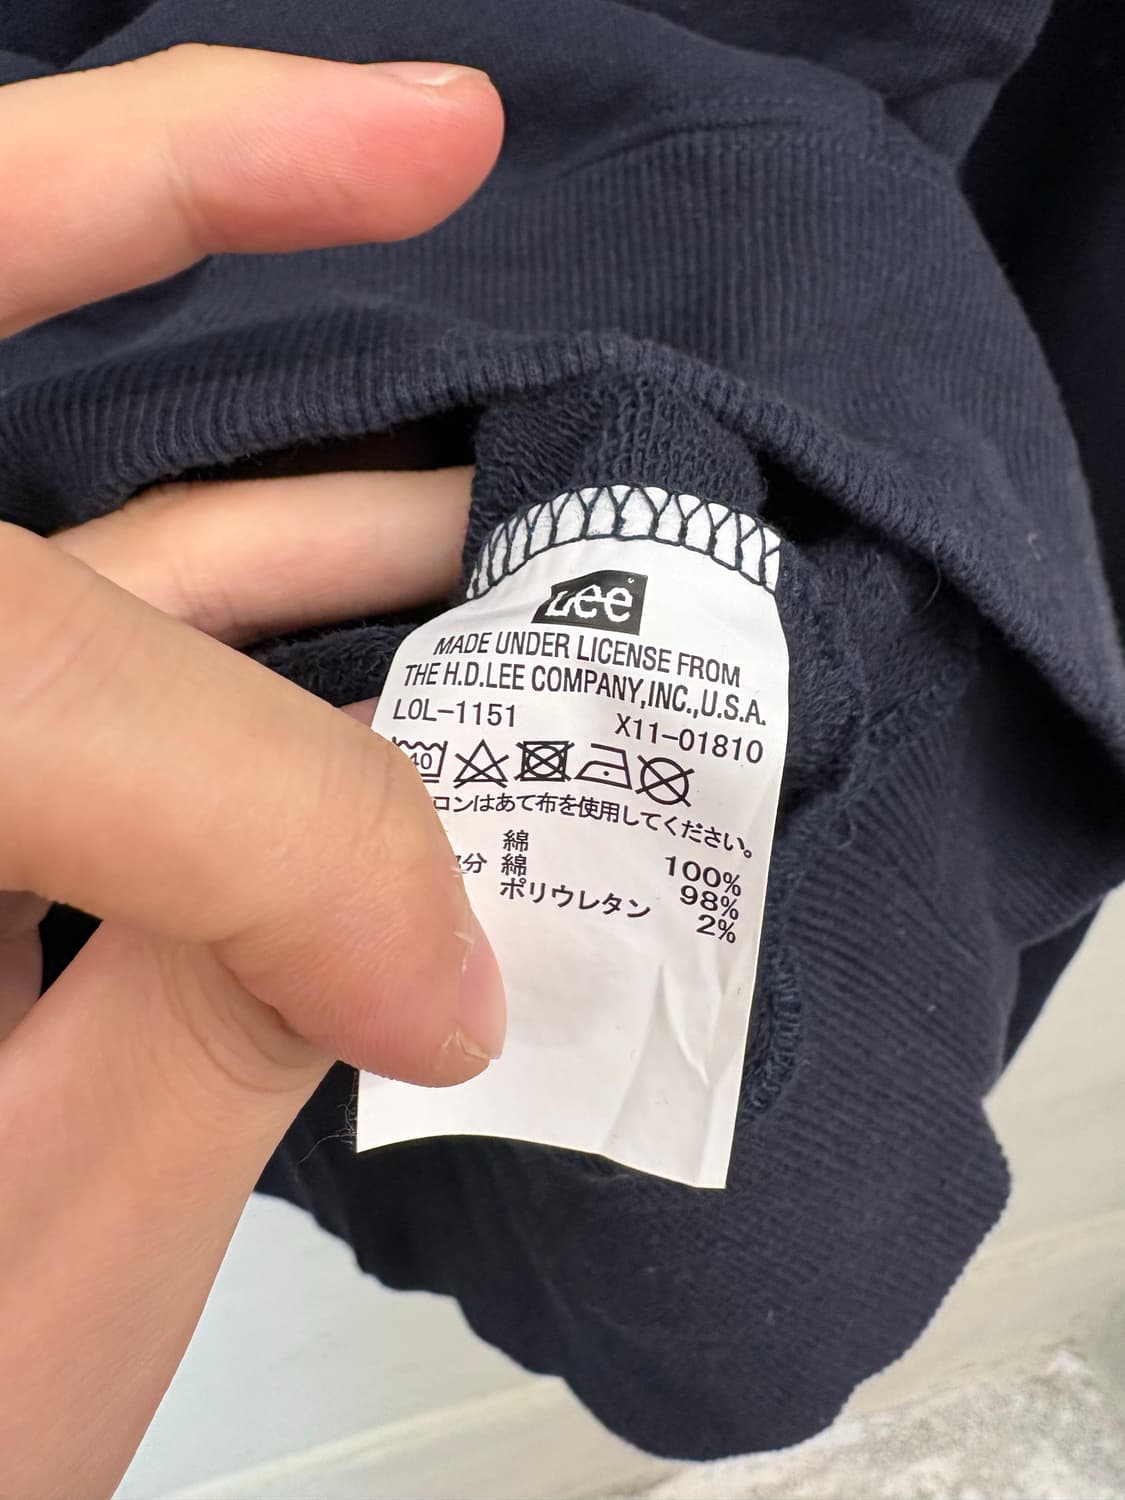 Lee
MADE UNDER LICENSE FROM
THE H.D.LEE COMPANY,INC.,U.S.A.
LOL-1151 X11-01810
40
ロンはあて布を使用してください。
綿 100%
分 綿 98%
ポリウレタン 2%